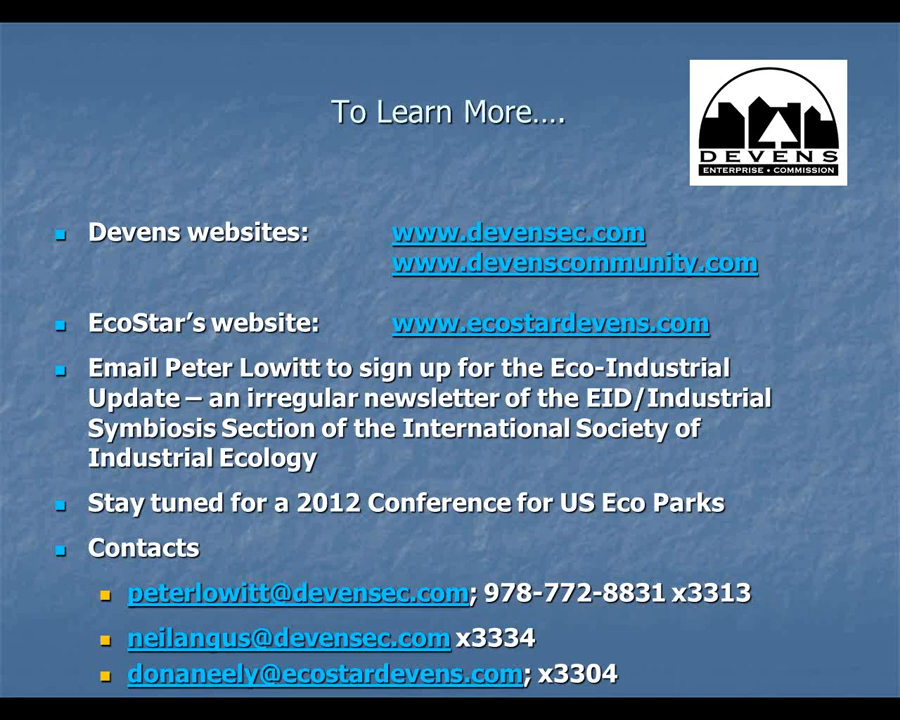 To Learn More....
DEVENS
ENTERPRISE • COMMISSION
Devens websites: www.devensec.com
www.devenscommunity.com
EcoStar’s website: www.ecostardevens.com
Email Peter Lowitt to sign up for the Eco-Industrial
Update – an irregular newsletter of the EID/Industrial
Symbiosis Section of the International Society of
Industrial Ecology
Stay tuned for a 2012 Conference for US Eco Parks
Contacts
peterlowitt@devensec.com; 978-772-8831 x3313
neilangus@devensec.com x3334
donaneely@ecostardevens.com; x3304